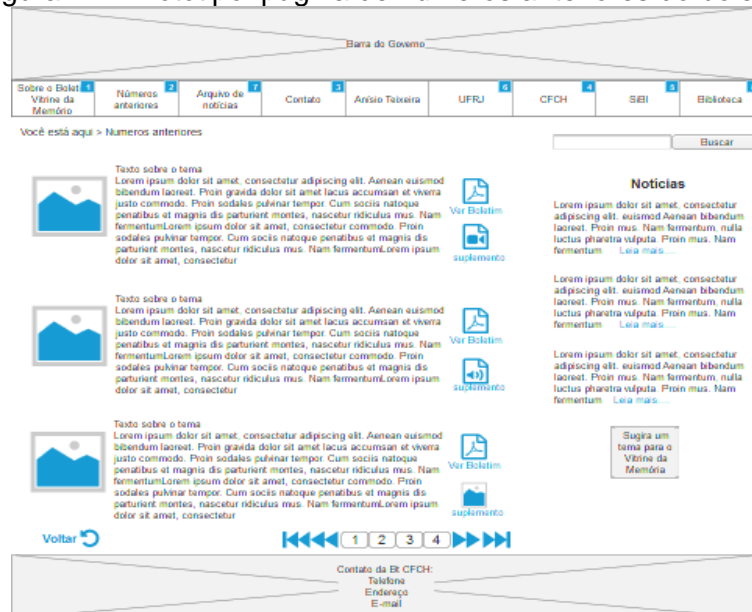 Barra do Governo
Sobre o Boleti 1
Vitrine da
Memório
Números 2
anteriores
Arquivo de 7
notícias
Contato 3
Anísio Teixeira
UFRJ 6
CFCH 4
SiBI
Biblioteca
Você está aqui > Numeros anteriores
Buscar
Texto sobre o tema
Lorem ipsum dolor sit amet, consectetur adipiscing elit. Aenean euismod
bibendum laoreet. Proin gravida dolor sit amet lacus accumsan et viverra
justo commodo. Proin sodales pulvinar tempor. Cum sociis natoque
penatibus et magnis dis parturient montes, nascetur ridiculus mus. Nam
fermentumLorem ipsum dolor sit amet, consectetur commodo. Proin
sodales pulvinar tempor. Cum sociis natoque penatibus et magnis dis
parturient montes, nascetur ridiculus mus. Nam fermentumLorem ipsum
dolor sit amet, consectetur
Ver Boletim
suplemento
Texto sobre o tema
Lorem ipsum dolor sit amet, consectetur adipiscing elit. Aenean euismod
bibendum laoreet. Proin gravida dolor sit amet lacus accumsan et viverra
justo commodo. Proin sodales pulvinar tempor. Cum sociis natoque
penatibus et magnis dis parturient montes, nascetur ridiculus mus. Nam
fermentumLorem ipsum dolor sit amet, consectetur commodo. Proin
sodales pulvinar tempor. Cum sociis natoque penatibus et magnis dis
parturient montes, nascetur ridiculus mus. Nam fermentumLorem ipsum
dolor sit amet, consectetur
Ver Boletim
suplemento
Texto sobre o tema
Lorem ipsum dolor sit amet, consectetur adipiscing elit. Aenean euismod
bibendum laoreet. Proin gravida dolor sit amet lacus accumsan et viverra
justo commodo. Proin sodales pulvinar tempor. Cum sociis natoque
penatibus et magnis dis parturient montes, nascetur ridiculus mus. Nam
fermentumLorem ipsum dolor sit amet, consectetur commodo. Proin
sodales pulvinar tempor. Cum sociis natoque penatibus et magnis dis
parturient montes, nascetur ridiculus mus. Nam fermentumLorem ipsum
dolor sit amet, consectetur
Ver Boletim
suplemento
Noticias
Lorem ipsum dolor sit amet, consectetur
adipiscing elit. euismod Aenean bibendum
laoreet. Proin mus. Nam fermentum, nulla
luctus pharetra vulputa. Proin mus. Nam
fermentum Leia mais....
Lorem ipsum dolor sit amet, consectetur
adipiscing elit. euismod Aenean bibendum
laoreet. Proin mus. Nam fermentum, nulla
luctus pharetra vulputa. Proin mus. Nam
fermentum Leia mais....
Lorem ipsum dolor sit amet, consectetur
adipiscing elit. euismod Aenean bibendum
laoreet. Proin mus. Nam fermentum, nulla
luctus pharetra vulputa. Proin mus. Nam
fermentum Leia mais....
Sugira um
tema para o
Vitrine da
Memória
Voltar
1 2 3 4
Contato da Bt CFCH:
Telefone
Endereço
E-mail